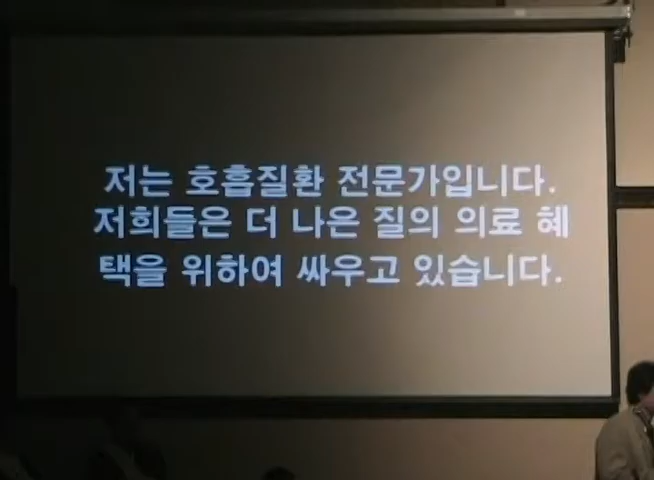 저는 호흡질환 전문가입니다.
저희들은 더 나은 질의 의료 혜
택을 위하여 싸우고 있습니다.